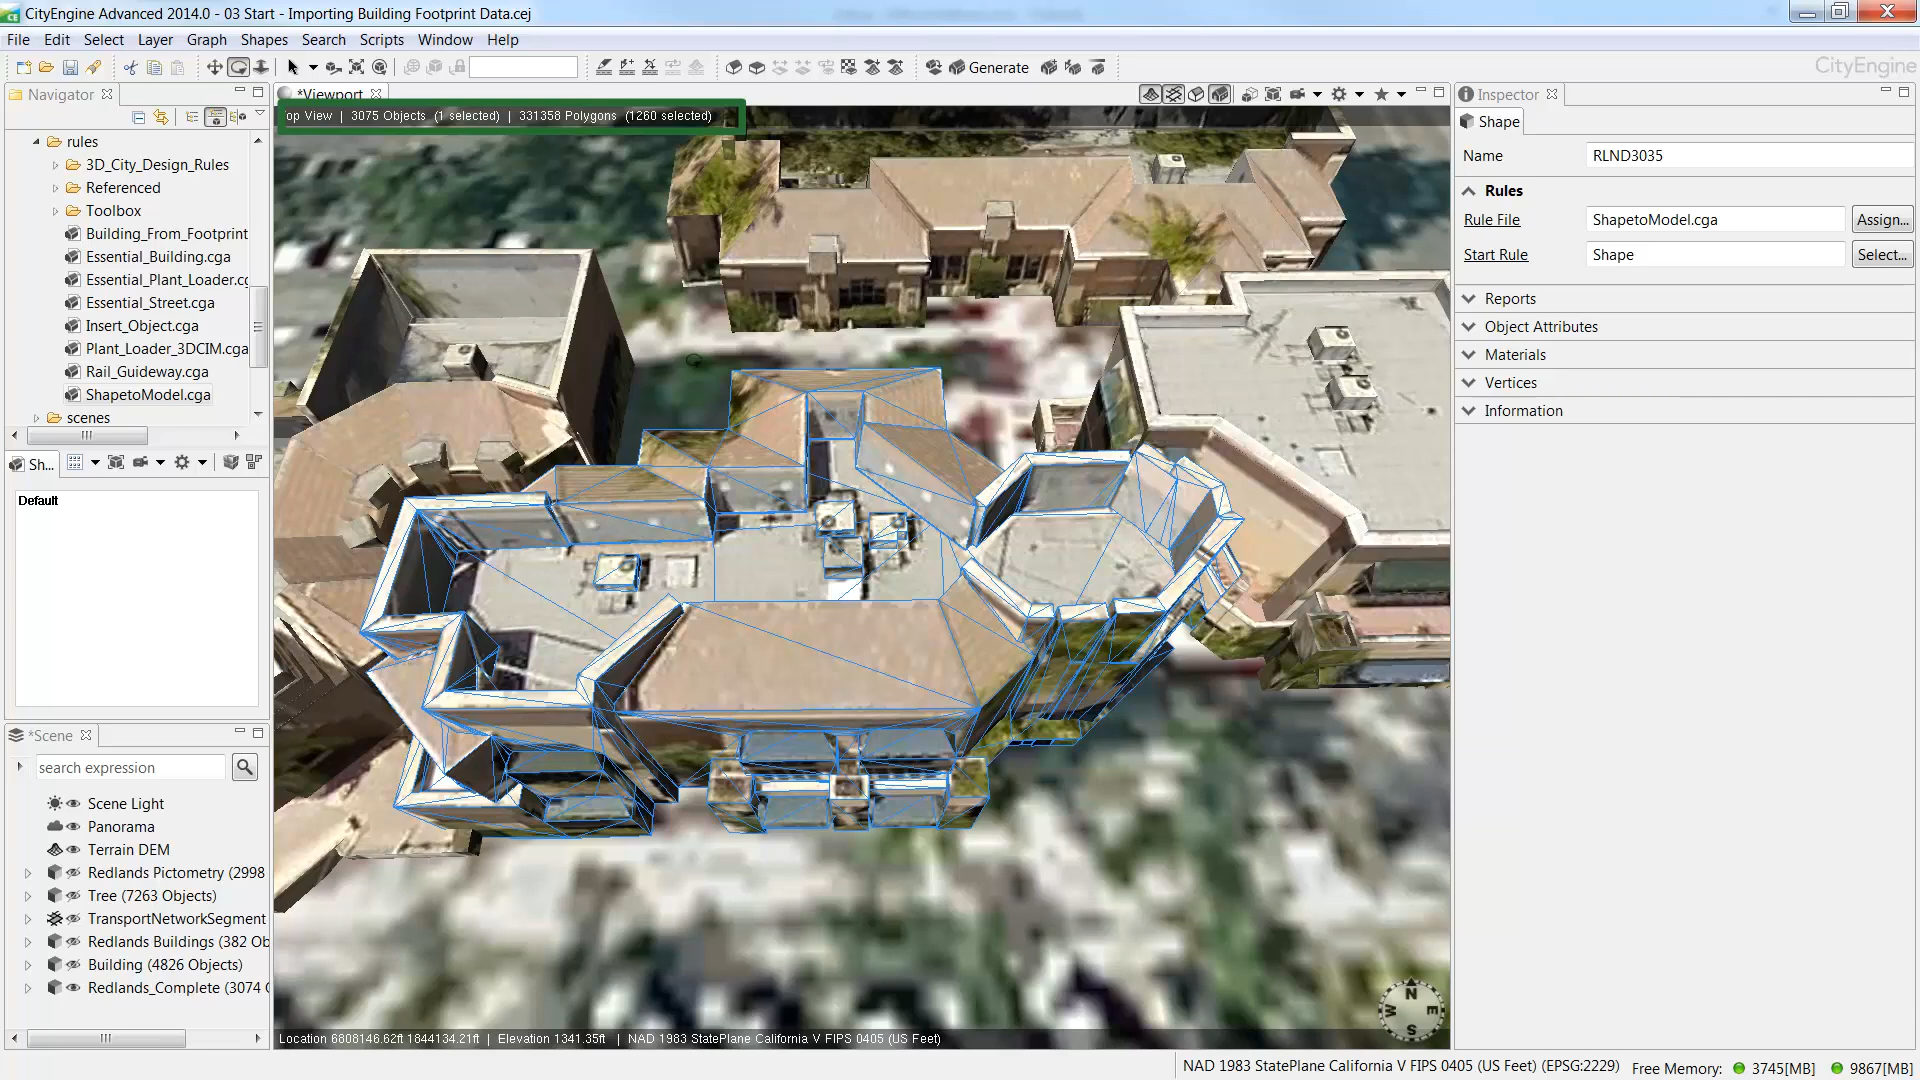 CityEngine Advanced 2014.0 - 03 Start - Importing Building Footprint Data.cej
File Edit Select Layer Graph Shapes Search Scripts Window Help
Generate
CityEngine
Navigator
*Viewport
Inspector
op View | 3075 Objects (1 selected) | 331358 Polygons (1260 selected)
Shape
Name RLND3035
Rules
Rule File ShapetoModel.cga Assign...
Start Rule Shape Select...
Reports
Object Attributes
Materials
Vertices
Information
rules
3D_City_Design_Rules
Referenced
Toolbox
Building_From_Footprint
Essential_Building.cga
Essential_Plant_Loader.cg
Essential_Street.cga
Insert_Object.cga
Plant_Loader_3DCIM.cga
Rail_Guideway.cga
ShapetoModel.cga
scenes
Sh...
Default
*Scene
search expression
Scene Light
Panorama
Terrain DEM
Redlands Pictometry (2998
Tree (7263 Objects)
TransportNetworkSegment
Redlands Buildings (382 Ob
Building (4826 Objects)
Redlands_Complete (3074
N
W E
S
Location 6808146.62ft 1844134.21ft | Elevation 1341.35ft | NAD 1983 StatePlane California V FIPS 0405 (US Feet)
NAD 1983 StatePlane California V FIPS 0405 (US Feet) (EPSG:2229) Free Memory: 3745[MB] 9867[MB]